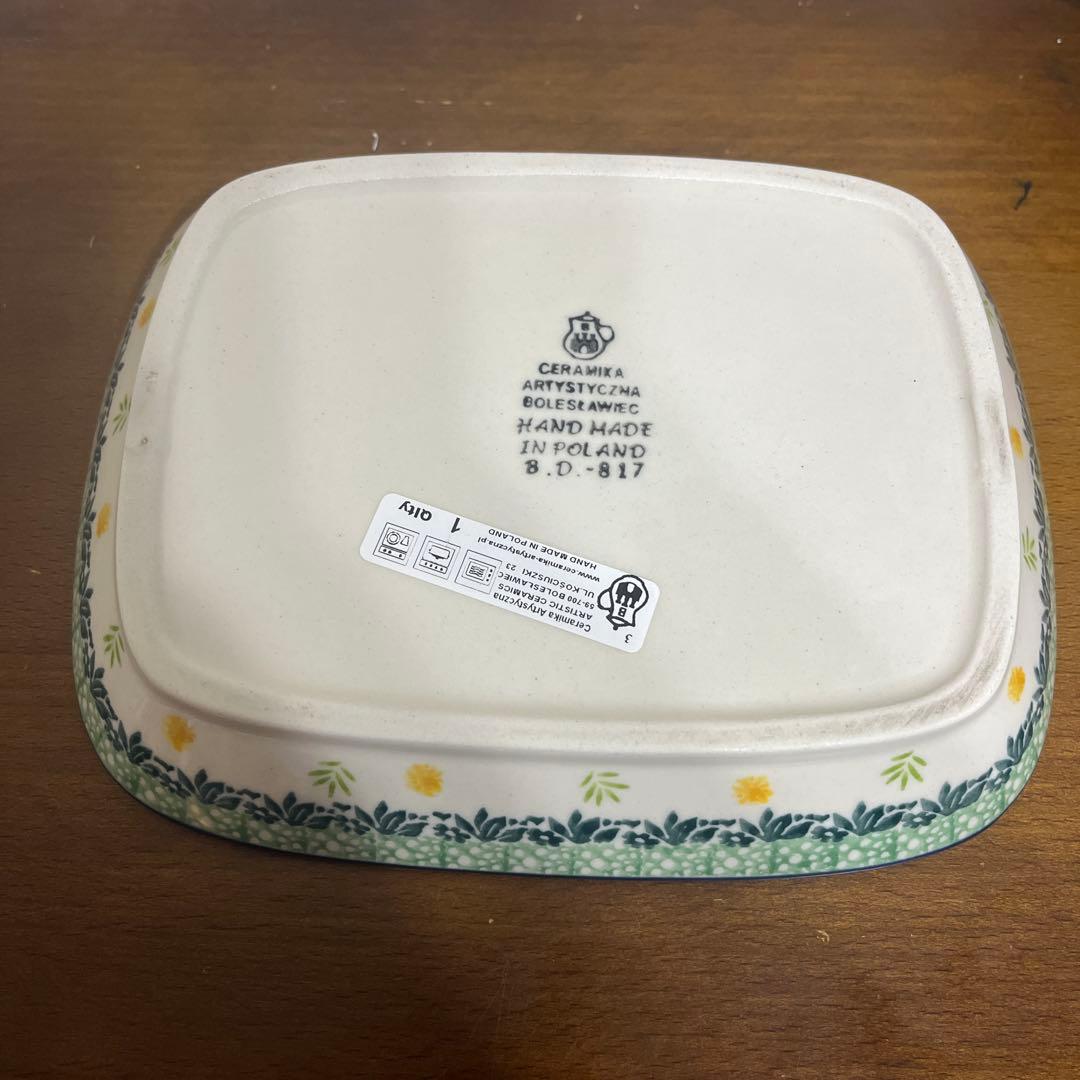 CERAMIKA
ARTYSTYCZNA
BOLESŁAWIEC
HAND MADE
IN POLAND
B.D.-817
3
B
Ceramika Artystyczna
ARTISTIC CERAMICS
59-700 BOLESŁAWIEC
UL.KOŚCIUSZKI 23
www.ceramika-artystyczna.pl
HAND MADE IN POLAND
1 Qlty